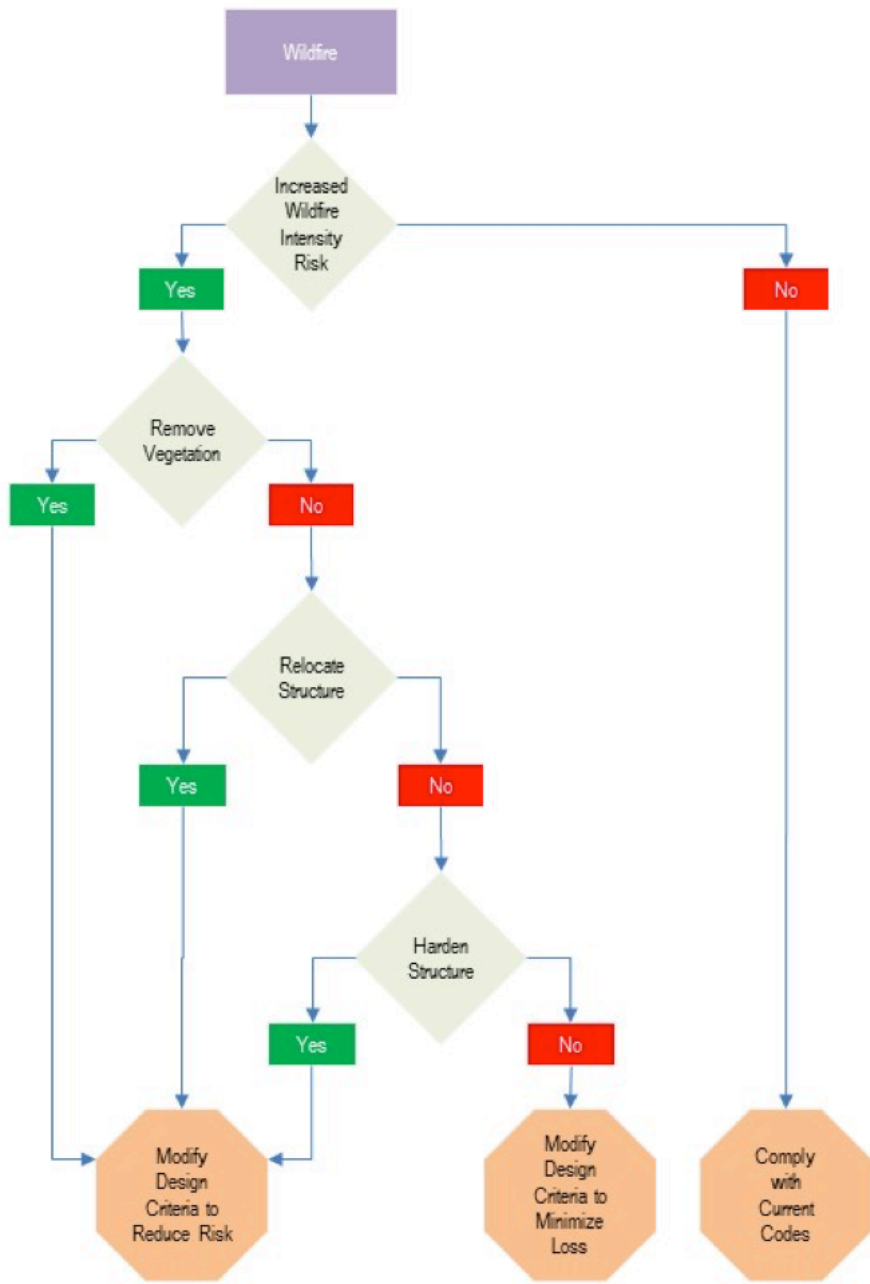 Wildfire
Increased
Wildfire
Intensity
Risk
Yes
No
Remove
Vegetation
Yes
No
Relocate
Structure
Yes
No
Harden
Structure
Yes
No
Modify
Design
Criteria to
Reduce Risk
Modify
Design
Criteria to
Minimize
Loss
Comply
with
Current
Codes